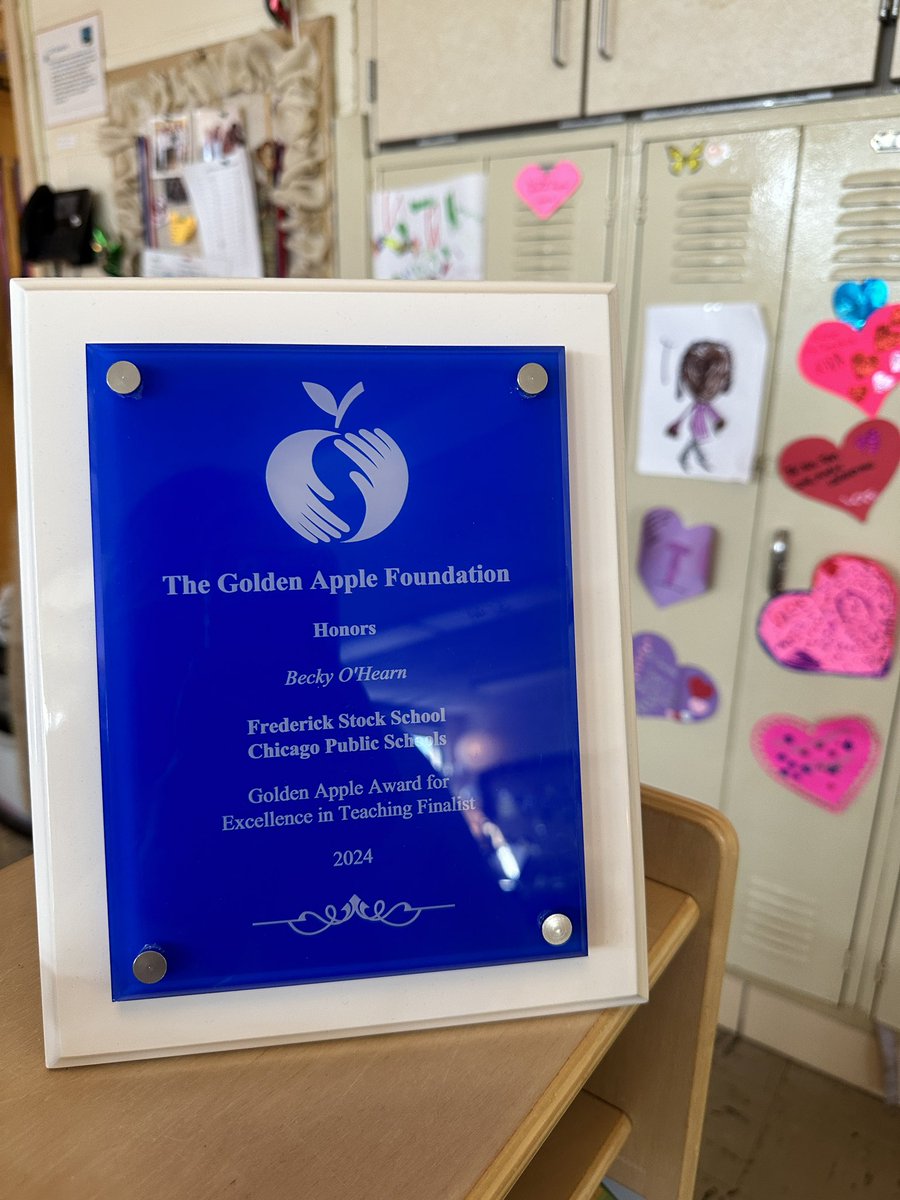 The Golden Apple Foundation
Honors
Becky O'Hearn
Frederick Stock School
Chicago Public Schools
Golden Apple Award for
Excellence in Teaching Finalist
2024
T